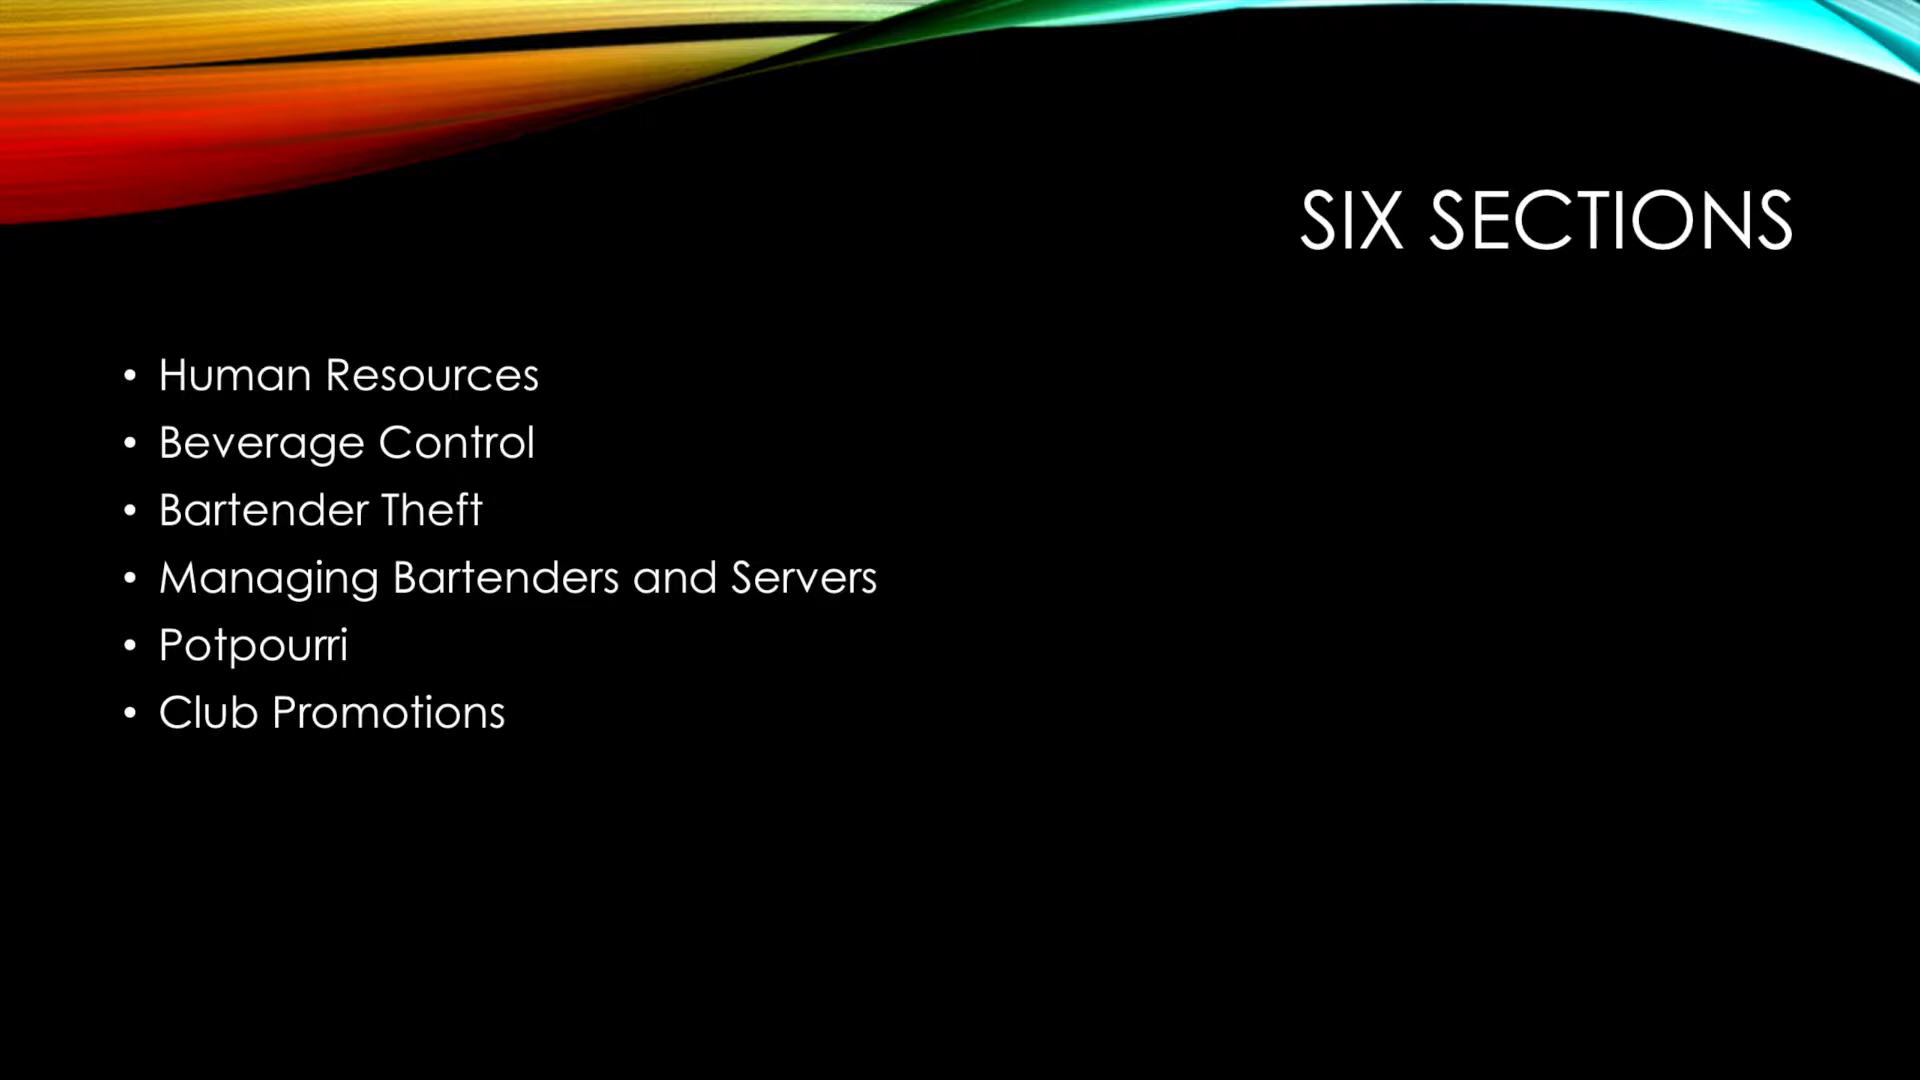 SIX SECTIONS
• Human Resources
• Beverage Control
• Bartender Theft
• Managing Bartenders and Servers
• Potpourri
• Club Promotions